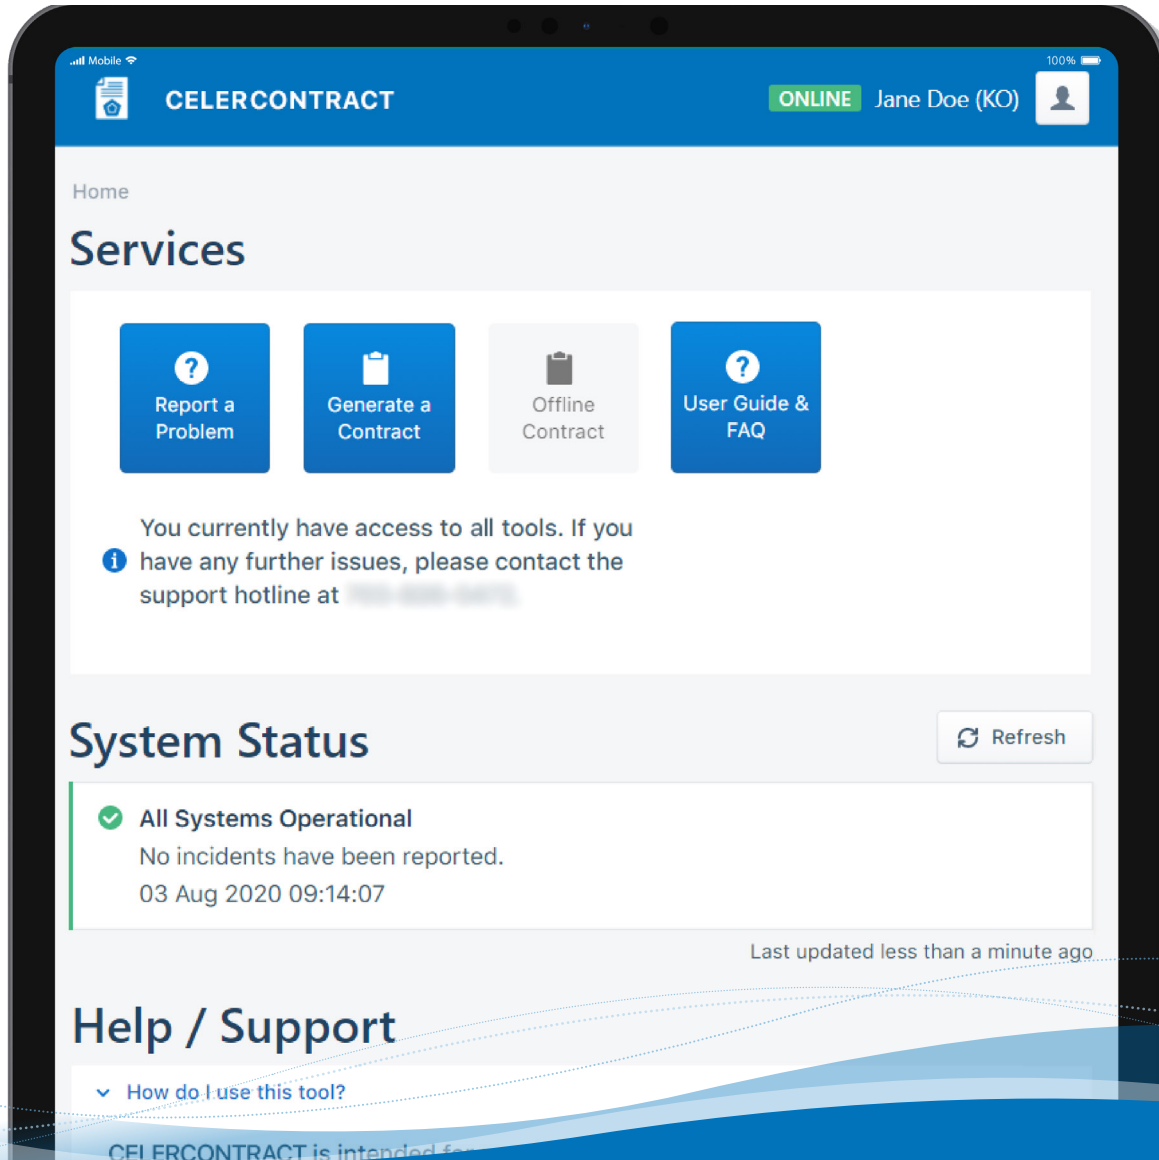 Mobile
100%
CELERCONTRACT
ONLINE Jane Doe (KO)
Home
Services
Report a
Problem
Generate a
Contract
Offline
Contract
User Guide &
FAQ
You currently have access to all tools. If you
have any further issues, please contact the
support hotline at
System Status
Refresh
All Systems Operational
No incidents have been reported.
03 Aug 2020 09:14:07
Last updated less than a minute ago
Help / Support
How do I use this tool?
CELERCONTRACT is intended for